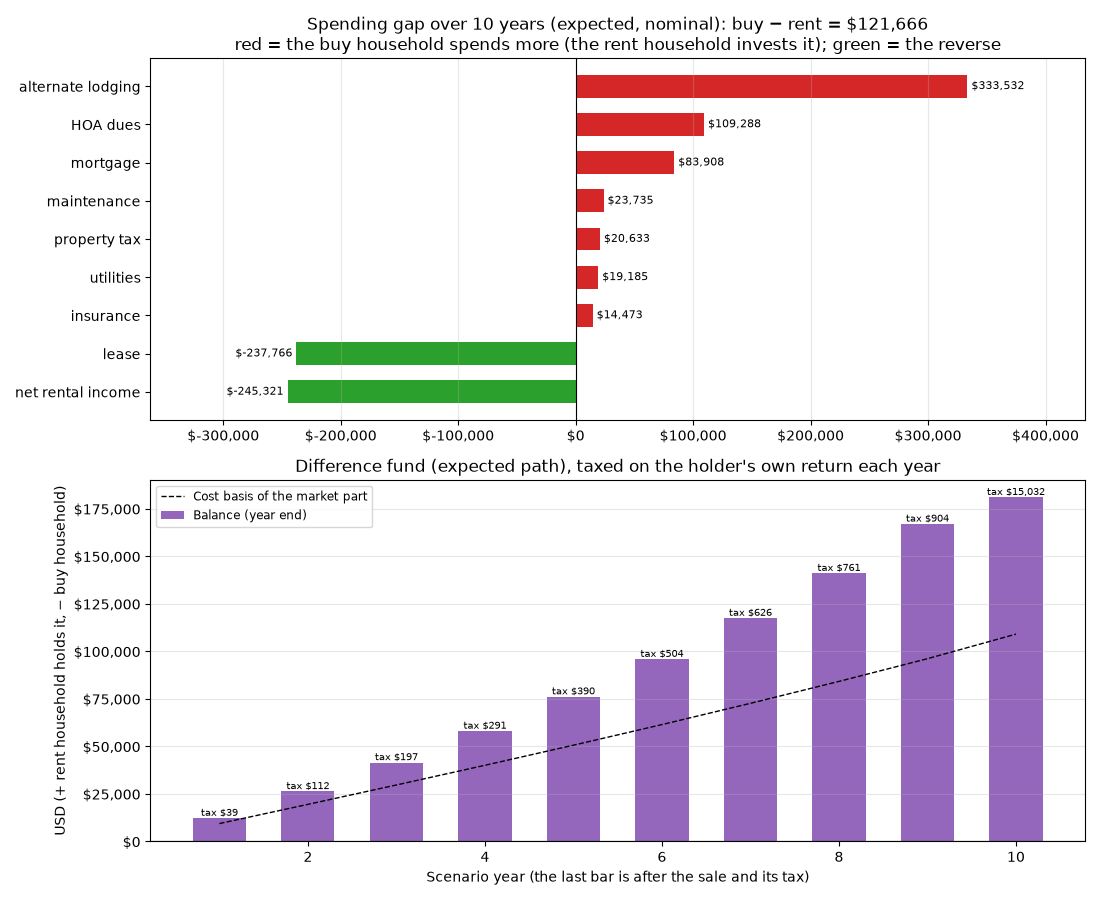 Spending gap over 10 years (expected, nominal): buy − rent = $121,666
red = the buy household spends more (the rent household invests it); green = the reverse
alternate lodging
$333,532
HOA dues
$109,288
mortgage
$83,908
maintenance
$23,735
property tax
$20,633
utilities
$19,185
insurance
$14,473
lease
$-237,766
net rental income
$-245,321
$-300,000
$-200,000
$-100,000
$0
$100,000
$200,000
$300,000
$400,000
Difference fund (expected path), taxed on the holder's own return each year
USD (+ rent household holds it, − buy household)
Cost basis of the market part
Balance (year end)
$175,000
$150,000
$125,000
$100,000
$75,000
$50,000
$25,000
$0
tax $39
tax $112
tax $197
tax $291
tax $390
tax $504
tax $626
tax $761
tax $904
tax $15,032
2
4
6
8
10
Scenario year (the last bar is after the sale and its tax)